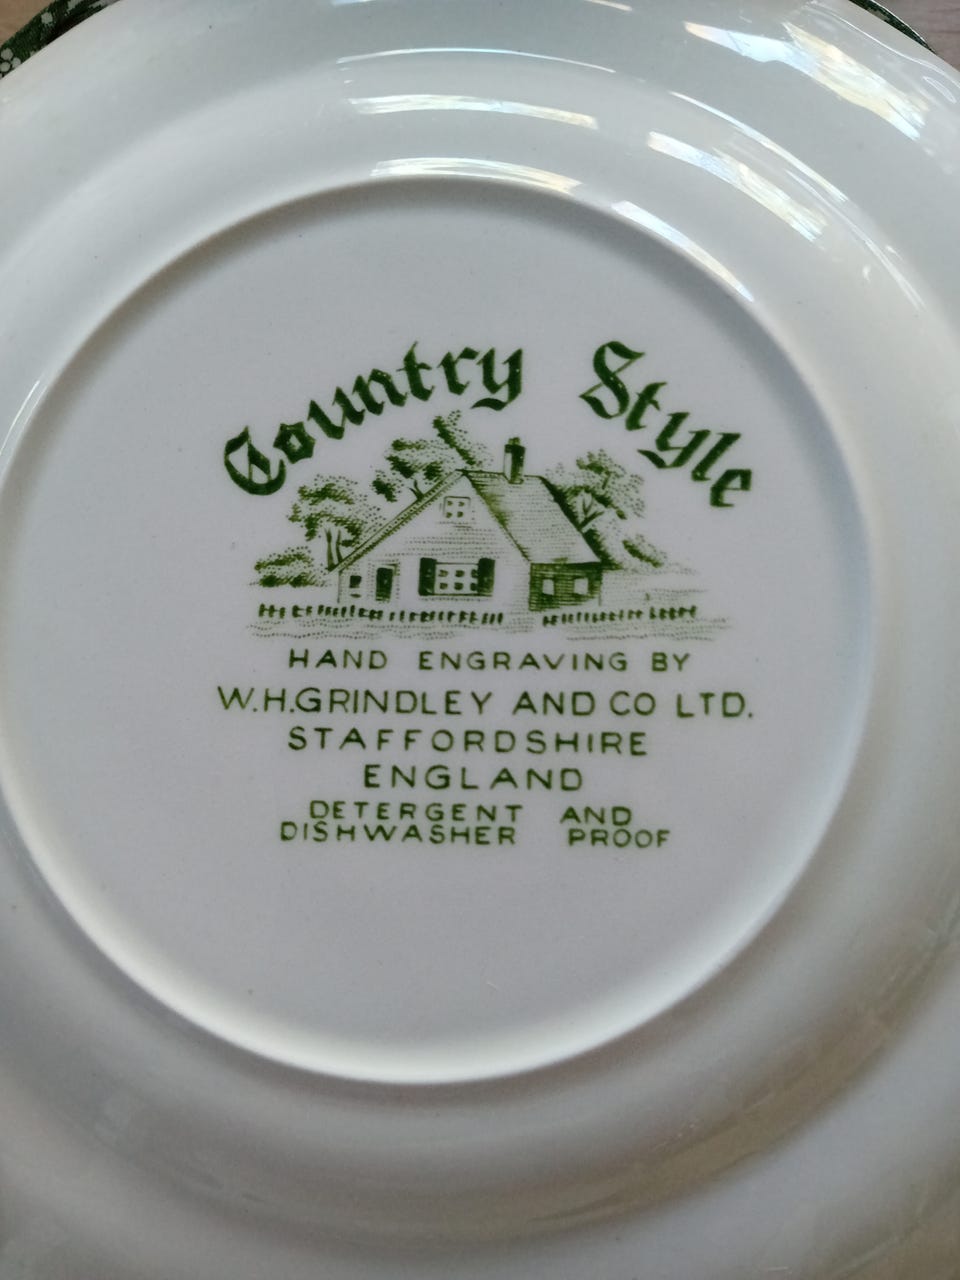 Country Style
HAND ENGRAVING BY
W.H.GRINDLEY AND CO LTD.
STAFFORDSHIRE
ENGLAND
DETERGENT AND
DISHWASHER PROOF